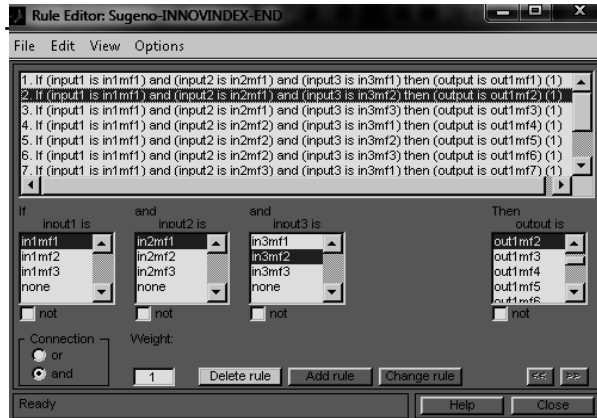 Rule Editor: Sugeno-INNOVINDEX-END
File Edit View Options
1. If (input1 is in1mf1) and (input2 is in2mf1) and (input3 is in3mf1) then (output is out1mf1) (1)
2. If (input1 is in1mf1) and (input2 is in2mf1) and (input3 is in3mf2) then (output is out1mf2) (1)
3. If (input1 is in1mf1) and (input2 is in2mf1) and (input3 is in3mf3) then (output is out1mf3) (1)
4. If (input1 is in1mf1) and (input2 is in2mf2) and (input3 is in3mf1) then (output is out1mf4) (1)
5. If (input1 is in1mf1) and (input2 is in2mf2) and (input3 is in3mf2) then (output is out1mf5) (1)
6. If (input1 is in1mf1) and (input2 is in2mf2) and (input3 is in3mf3) then (output is out1mf6) (1)
7. If (input1 is in1mf1) and (input2 is in2mf3) and (input3 is in3mf1) then (output is out1mf7) (1)
If and and Then
input1 is input2 is input3 is output is
in1mf1 in2mf1 in3mf1 out1mf2
in1mf2 in2mf2 in3mf2 out1mf3
in1mf3 in2mf3 in3mf3 out1mf4
none none none out1mf5
out1mf6
not not not not
Connection Weight:
or
and 1 Delete rule Add rule Change rule << >>
Ready Help Close